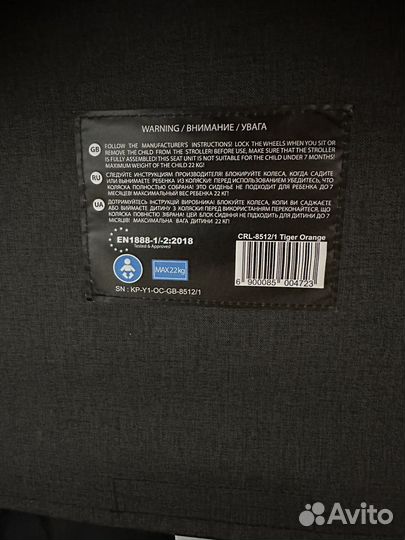 WARNING / ВНИМАНИЕ / УВАГА
GB
FOLLOW THE MANUFACTURER'S INSTRUCTIONS! LOCK THE WHEELS WHEN YOU SIT OR
REMOVE THE CHILD FROM THE STROLLER! BEFORE USE, MAKE SURE THAT THE STROLLER
IS FULLY ASSEMBLED! THIS SEAT UNIT IS NOT SUITABLE FOR THE CHILD UNDER 7 MONTHS!
MAXIMUM WEIGHT OF THE CHILD 22 KG!
RU
СЛЕДУЙТЕ ИНСТРУКЦИЯМ ПРОИЗВОДИТЕЛЯ! БЛОКИРУЙТЕ КОЛЕСА, КОГДА САДИТЕ
ИЛИ ВЫНИМАЕТЕ РЕБЕНКА ИЗ КОЛЯСКИ! ПЕРЕД ИСПОЛЬЗОВАНИЕМ УБЕДИТЕСЬ, ЧТО
КОЛЯСКА ПОЛНОСТЬЮ СОБРАНА! ЭТО СИДЕНЬЕ НЕ ПОДХОДИТ ДЛЯ РЕБЕНКА ДО 7
МЕСЯЦЕВ! МАКСИМАЛЬНЫЙ ВЕС РЕБЕНКА 22 КГ!
UA
ДОТРИМУЙТЕСЬ ІНСТРУКЦІЙ ВИРОБНИКА! БЛОКУЙТЕ КОЛЕСА, КОЛИ ВИ САДЖАЄТЕ
АБО ВИЙМАЄТЕ ДИТИНУ З КОЛЯСКИ! ПЕРЕД ВИКОРИСТАННЯМ ПЕРЕКОНАЙТЕСЯ, ЩО
КОЛЯСКА ПОВНІСТЮ ЗІБРАНА! ЦЕЙ БЛОК СИДІННЯ НЕ ПІДХОДИТЬ ДЛЯ ДИТИНИ ДО 7
МІСЯЦІВ! МАКСИМАЛЬНА ВАГА ДИТИНИ 22 КГ!
EN1888-1/-2:2018
Tested & Approved
CRL-8512/1 Tiger Orange
MAX 22kg
6 900085 004723
SN : KP-Y1-OC-GB-8512/1
Avito